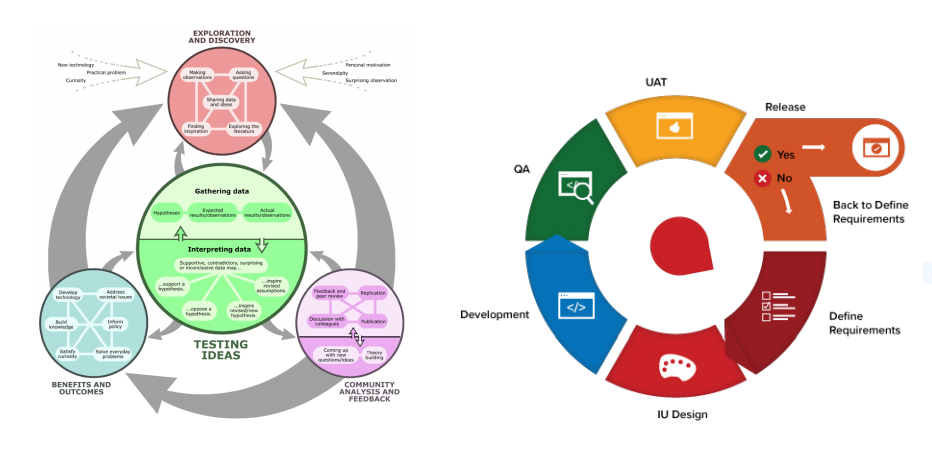 EXPLORATION
AND DISCOVERY
New technology
Practical problem
Curiosity
Personal motivation
Serendipity
Surprising observation
Making
observations
Asking
questions
Sharing data
and ideas
Finding
inspiration
Exploring the
literature
Gathering data
Hypotheses
Expected
results/observations
Actual
results/observations
Interpreting data
Supportive, contradictory, surprising
or inconclusive data may...
...support a
hypothesis.
...inspire
revised
assumptions.
...oppose a
hypothesis.
...inspire
revised/new
hypothesis.
TESTING
IDEAS
Develop
technology
Address
societal issues
Build
knowledge
Inform
policy
Satisfy
curiosity
Solve everyday
problems
BENEFITS AND
OUTCOMES
Feedback and
peer review
Replication
Discussion with
colleagues
Publication
Coming up
with new
questions/ideas
Theory
building
COMMUNITY
ANALYSIS AND
FEEDBACK
UAT
Release
Yes
No
Back to Define
Requirements
QA
</>
Development
</>
Define
Requirements
IU Design